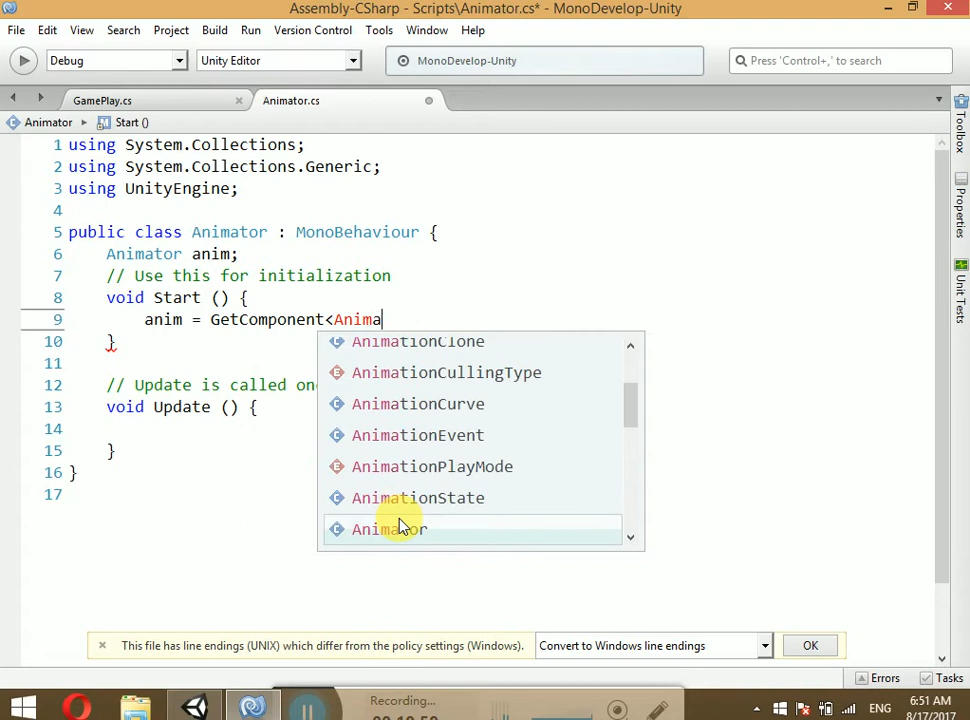 Assembly-CSharp - Scripts\Animator.cs* - MonoDevelop-Unity
File Edit View Search Project Build Run Version Control Tools Window Help
Debug Unity Editor MonoDevelop-Unity Press 'Control+,' to search
GamePlay.cs Animator.cs
Animator Start ()
1 using System.Collections;
2 using System.Collections.Generic;
3 using UnityEngine;
4
5 public class Animator : MonoBehaviour {
6 Animator anim;
7 // Use this for initialization
8 void Start () {
9 anim = GetComponent<Anima
10 }
11
12 // Update is called onc
13 void Update () {
14
15 }
16 }
17
AnimationClone
AnimationCullingType
AnimationCurve
AnimationEvent
AnimationPlayMode
AnimationState
Animator
Toolbox
Properties
Unit Tests
This file has line endings (UNIX) which differ from the policy settings (Windows). Convert to Windows line endings OK
Errors Tasks
Recording...
ENG
6:51 AM
8/17/2017